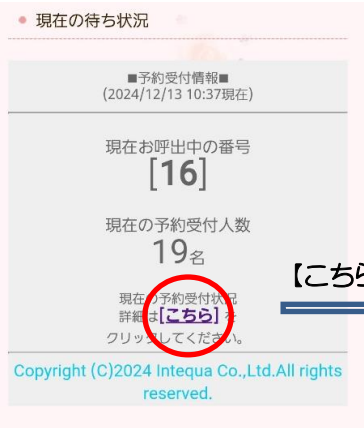 現在の待ち状況
■予約受付情報■
(2024/12/13 10:37現在)
現在お呼出中の番号
[16]
現在の予約受付人数
19名
現在の予約受付状況
詳細は[こちら] を
クリックしてください。
【こちら
Copyright (C)2024 Intequa Co.,Ltd.All rights
reserved.